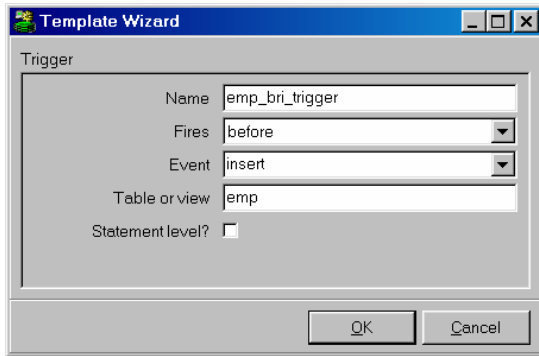 Template Wizard
Trigger
Name emp_bri_trigger
Fires before
Event insert
Table or view emp
Statement level?
OK Cancel